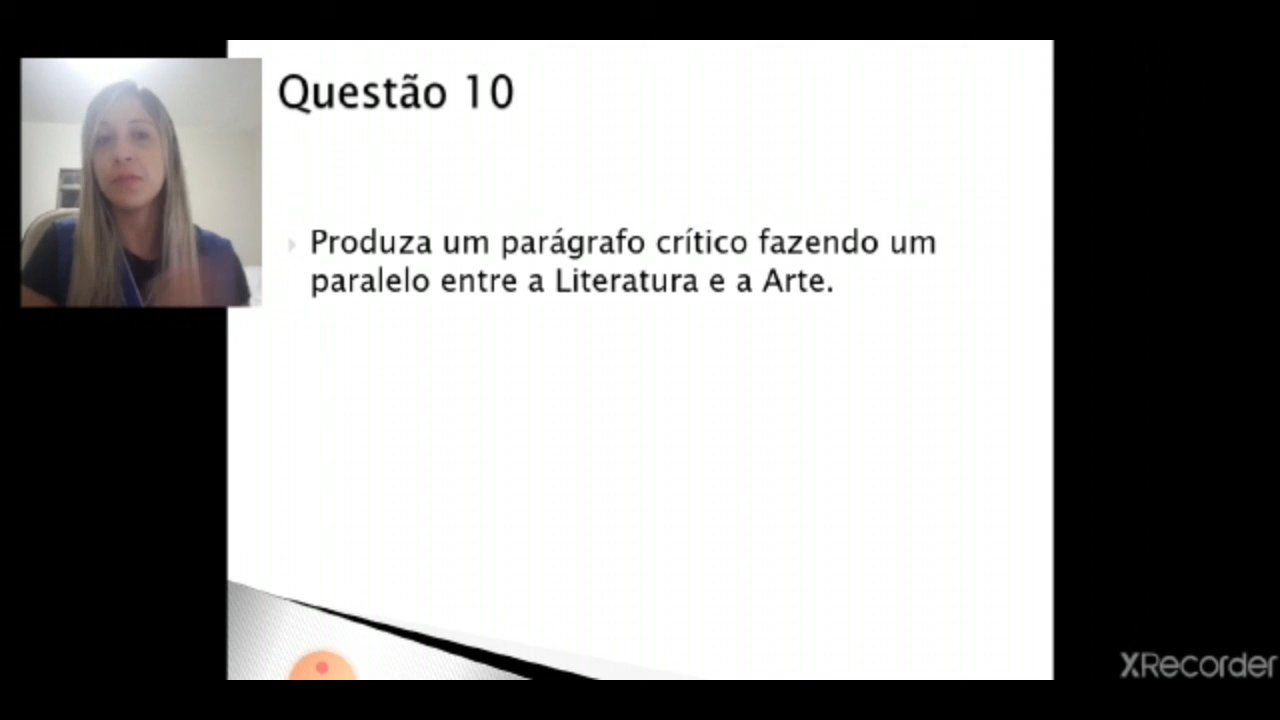 Questão 10
Produza um parágrafo crítico fazendo um
paralelo entre a Literatura e a Arte.
XRecorder